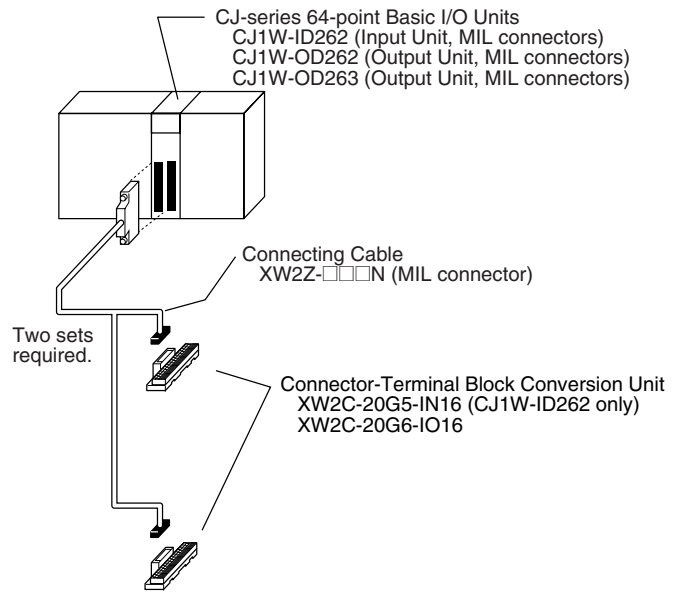 CJ-series 64-point Basic I/O Units
CJ1W-ID262 (Input Unit, MIL connectors)
CJ1W-OD262 (Output Unit, MIL connectors)
CJ1W-OD263 (Output Unit, MIL connectors)
Connecting Cable
XW2Z-□□□N (MIL connector)
Two sets
required.
Connector-Terminal Block Conversion Unit
XW2C-20G5-IN16 (CJ1W-ID262 only)
XW2C-20G6-IO16